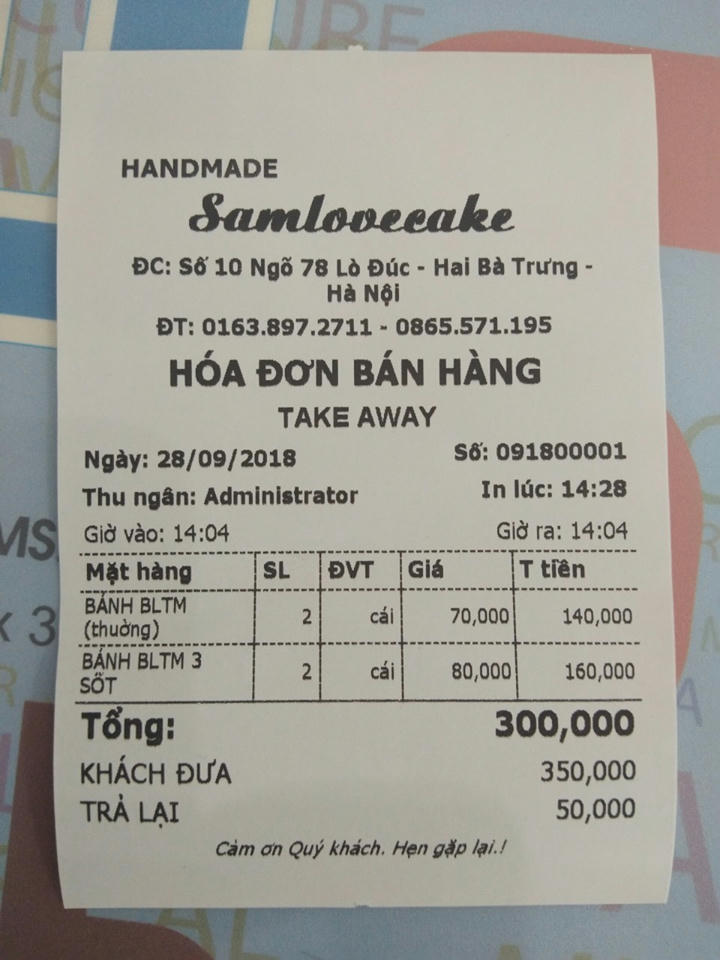 HANDMADE
Samlovecake
ĐC: Số 10 Ngõ 78 Lò Đúc - Hai Bà Trưng -
Hà Nội
ĐT: 0163.897.2711 - 0865.571.195
HÓA ĐƠN BÁN HÀNG
TAKE AWAY
Ngày: 28/09/2018 Số: 091800001
Thu ngân: Administrator In lúc: 14:28
Giờ vào: 14:04 Giờ ra: 14:04
Mặt hàng SL ĐVT Giá T tiền
BÁNH BLTM
(thường) 2 cái 70,000 140,000
BÁNH BLTM 3
SỐT 2 cái 80,000 160,000
Tổng: 300,000
KHÁCH ĐƯA 350,000
TRẢ LẠI 50,000
Cảm ơn Quý khách. Hẹn gặp lại.!